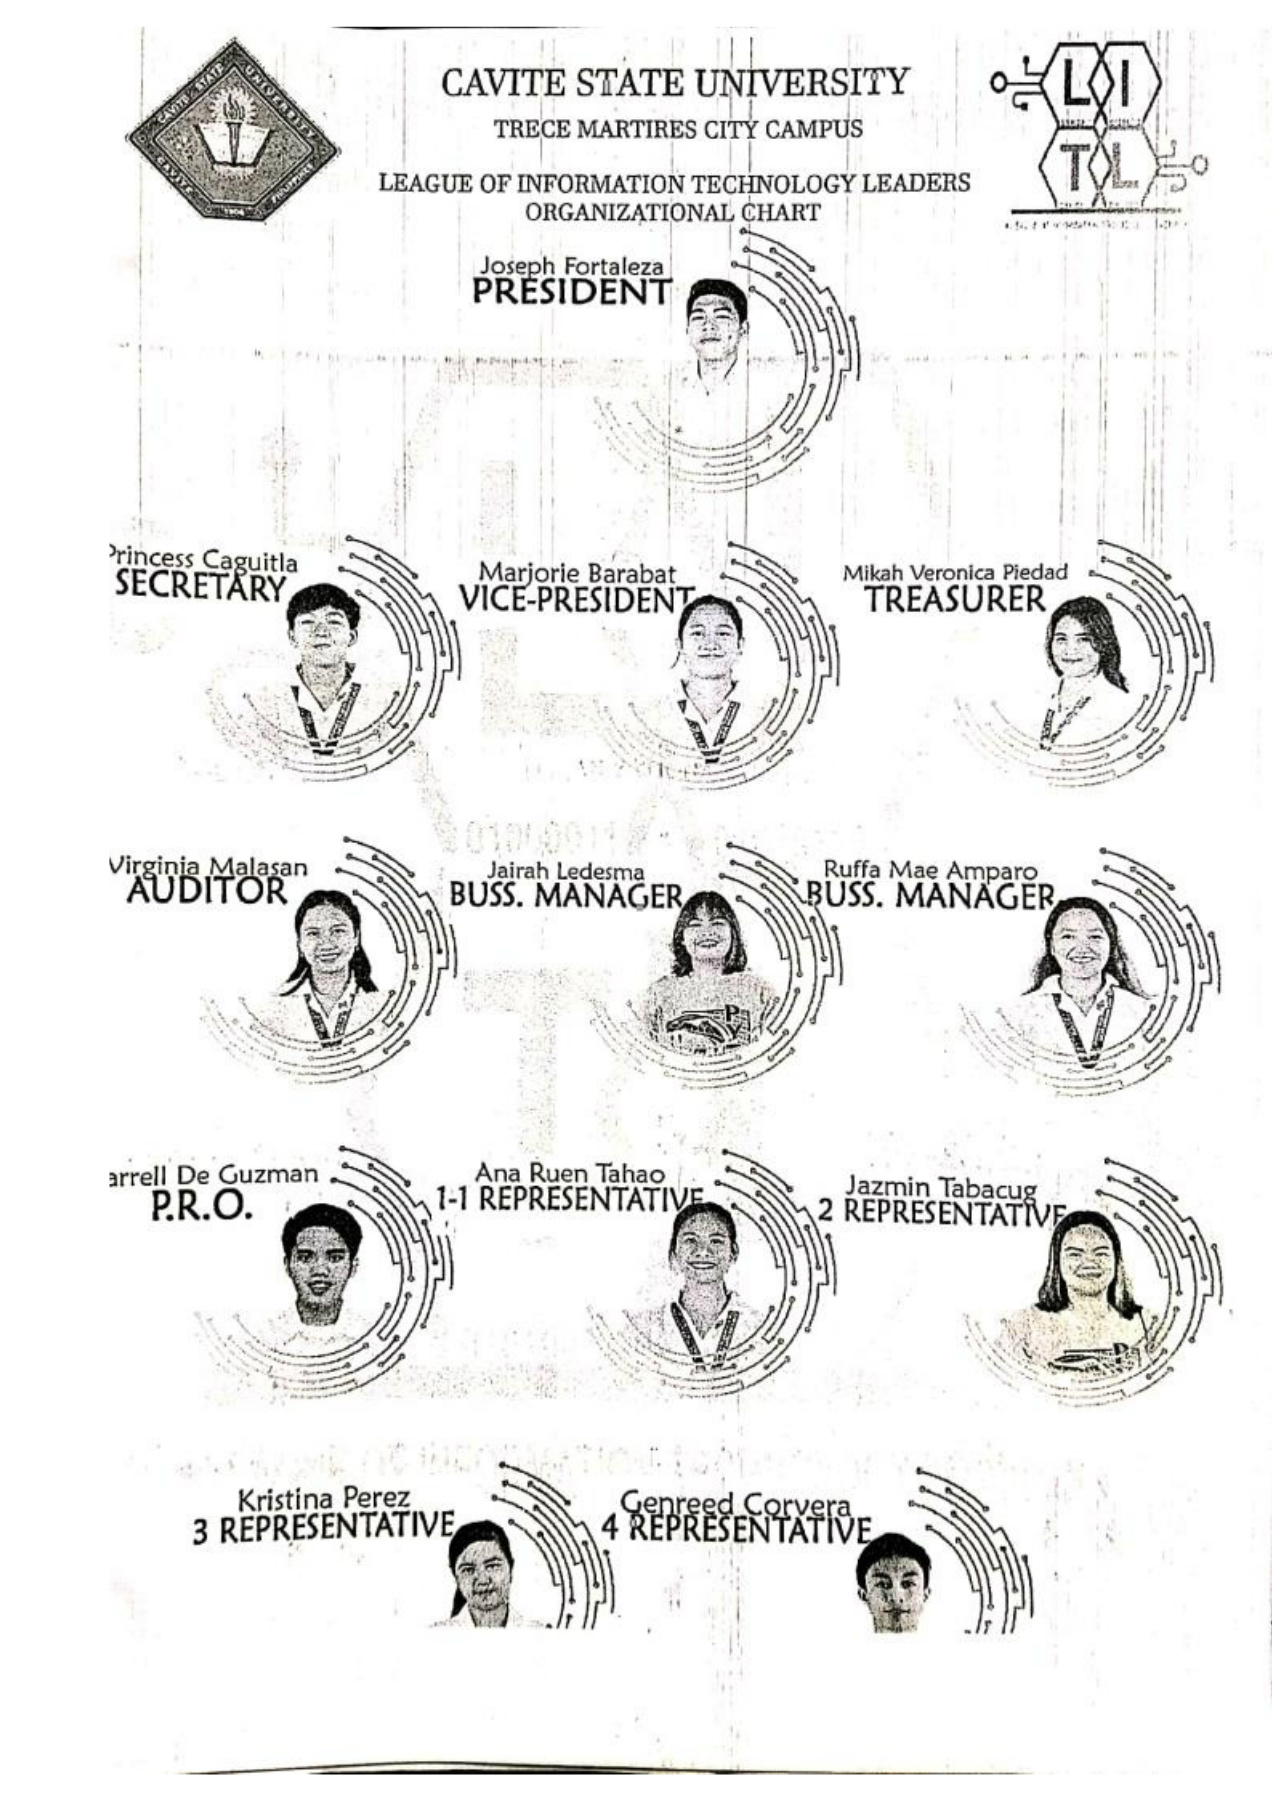 CAVITE STATE UNIVERSITY
TRECE MARTIRES CITY CAMPUS
LEAGUE OF INFORMATION TECHNOLOGY LEADERS
ORGANIZATIONAL CHART
CAVITE STATE UNIVERSITY
CAVITE
1906
L I
T L
Joseph Fortaleza
PRESIDENT
Princess Caguitla
SECRETARY
Marjorie Barabat
VICE-PRESIDENT
Mikah Veronica Piedad
TREASURER
Virginia Malasan
AUDITOR
Jairah Ledesma
BUSS. MANAGER
Ruffa Mae Amparo
BUSS. MANAGER
arrell De Guzman
P.R.O.
Ana Ruen Tahao
1-1 REPRESENTATIVE
Jazmin Tabacug
2 REPRESENTATIVE
Kristina Perez
3 REPRESENTATIVE
Genreed Corvera
4 REPRESENTATIVE